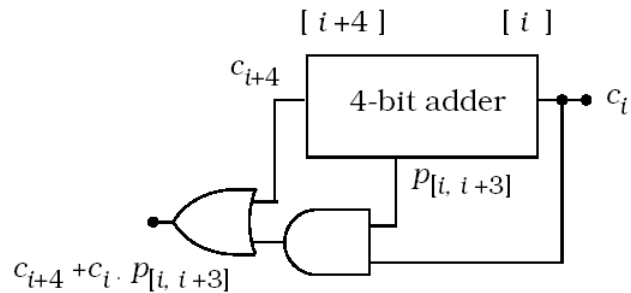 [ i+4 ] [ i ]
c_{i+4}
4-bit adder
c_i
p_{[i, i+3]}
c_{i+4} + c_i . p_{[i, i+3]}